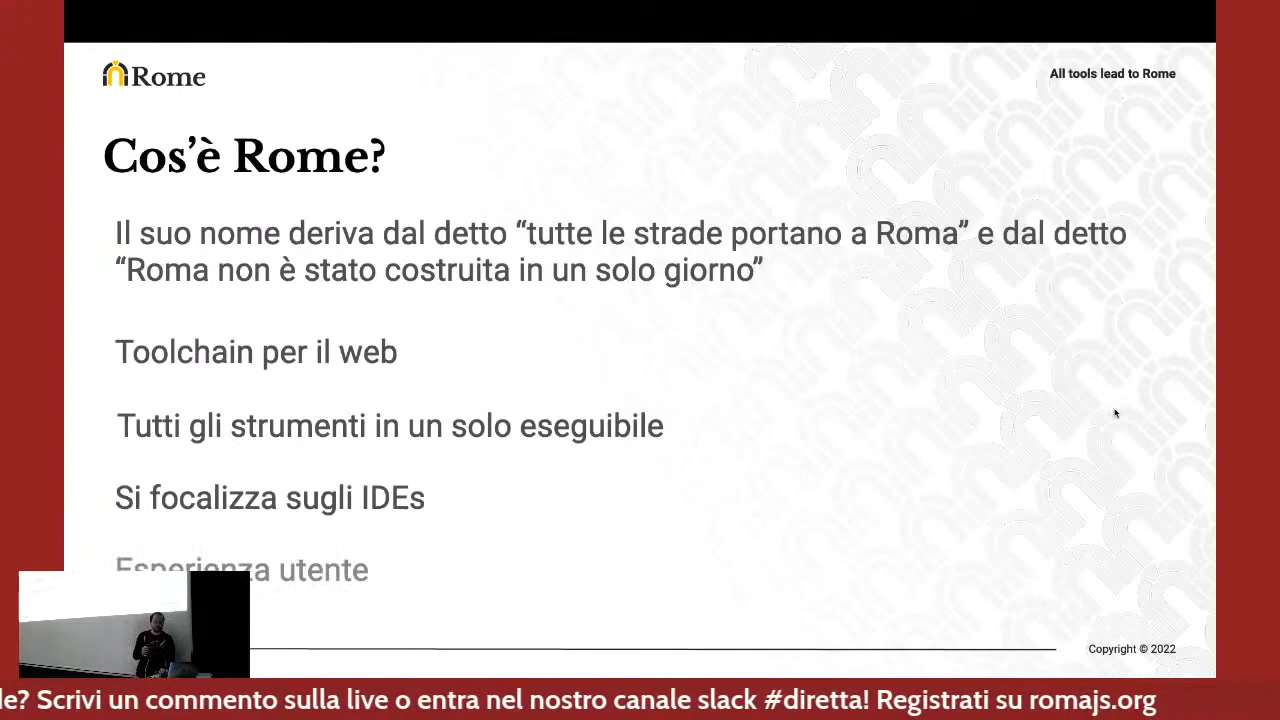 Rome
All tools lead to Rome
Cos’è Rome?
Il suo nome deriva dal detto “tutte le strade portano a Roma” e dal detto
“Roma non è stato costruita in un solo giorno”
Toolchain per il web
Tutti gli strumenti in un solo eseguibile
Si focalizza sugli IDEs
Esperienza utente
Copyright © 2022
de? Scrivi un commento sulla live o entra nel nostro canale slack #diretta! Registrati su romajs.org